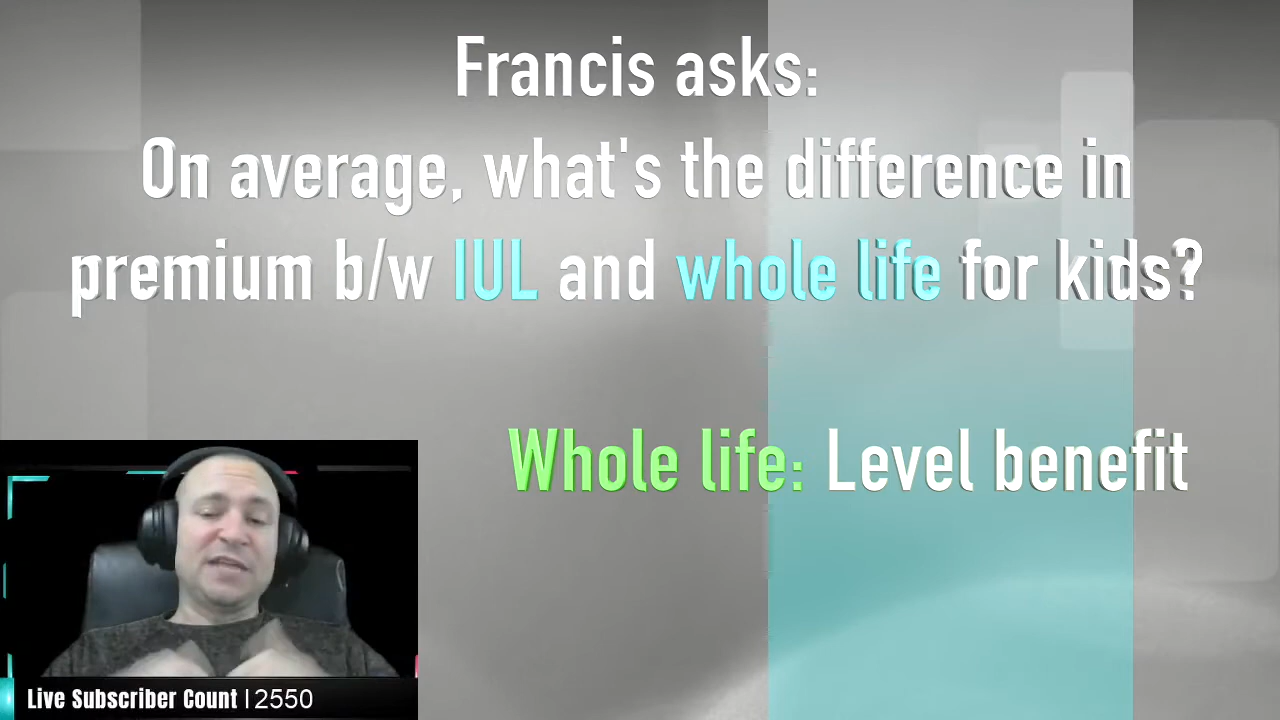 Francis asks:
On average, what's the difference in
premium b/w IUL and whole life for kids?
Whole life: Level benefit
Live Subscriber Count | 2550